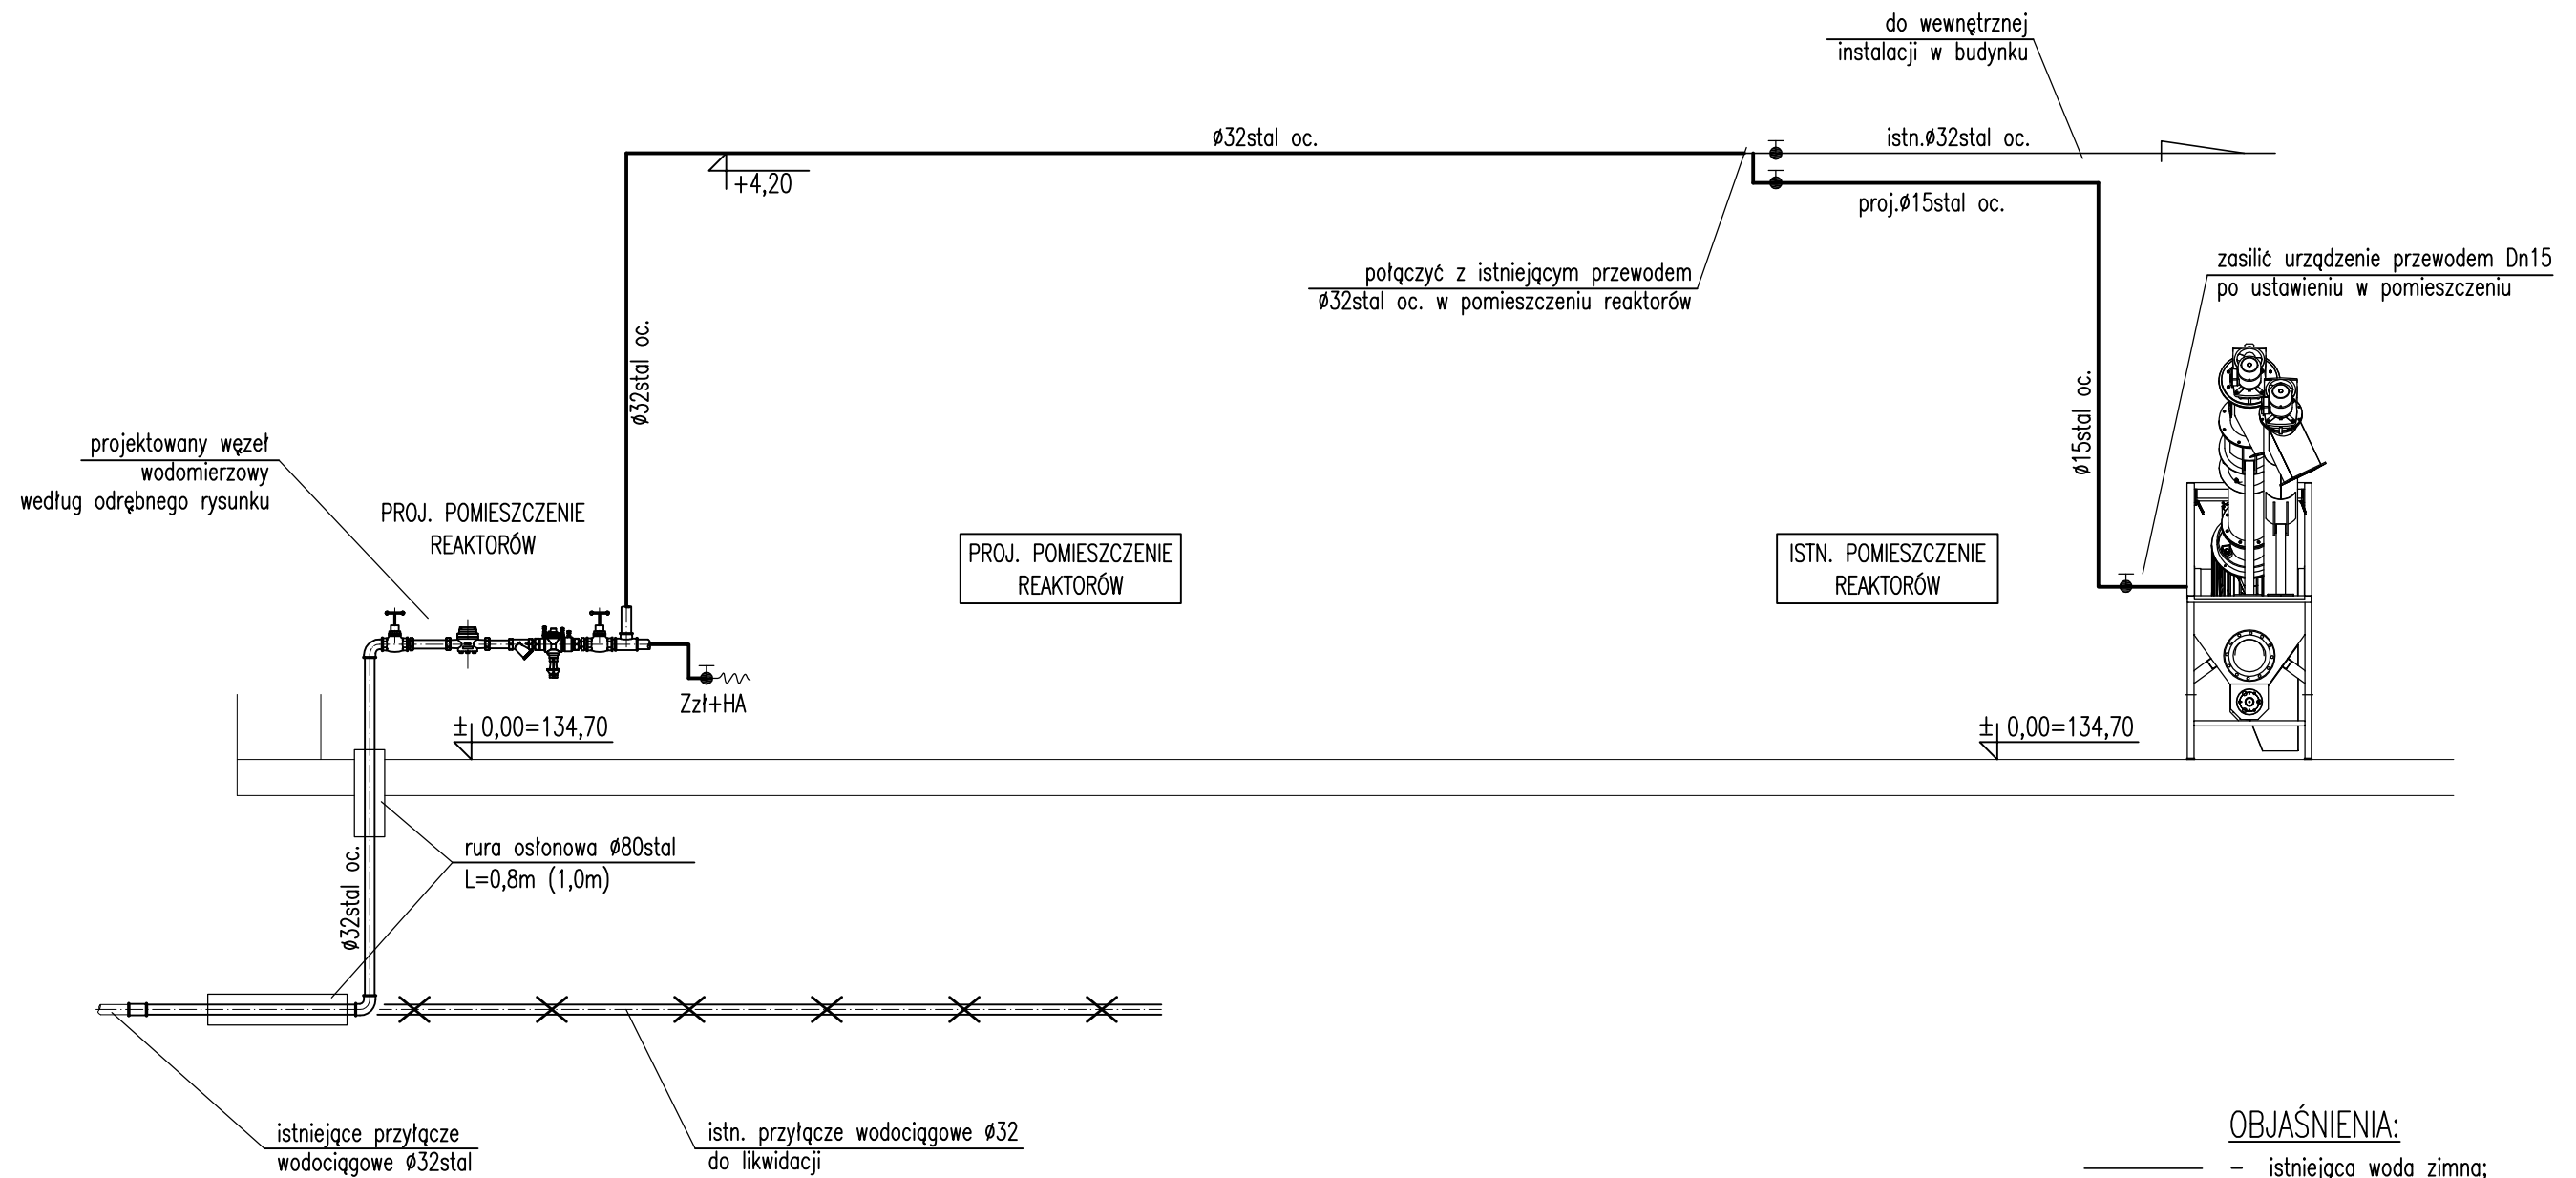 do wewnętrznej
instalacji w budynku
ø32stal oc.
istn.ø32stal oc.
+4,20
proj.ø15stal oc.
połączyć z istniejącym przewodem
ø32stal oc. w pomieszczeniu reaktorów
zasilić urządzenie przewodem Dn15
po ustawieniu w pomieszczeniu
ø32stal oc.
ø15stal oc.
projektowany węzeł
wodomierzowy
według odrębnego rysunku
PROJ. POMIESZCZENIE
REAKTORÓW
PROJ. POMIESZCZENIE
REAKTORÓW
ISTN. POMIESZCZENIE
REAKTORÓW
Zzł+HA
± 0,00=134,70
± 0,00=134,70
rura osłonowa ø80stal
L=0,8m (1,0m)
ø32stal oc.
istniejące przyłącze
wodociągowe ø32stal
istn. przyłącze wodociągowe ø32
do likwidacji
OBJAŚNIENIA:
– istniejąca woda zimna;